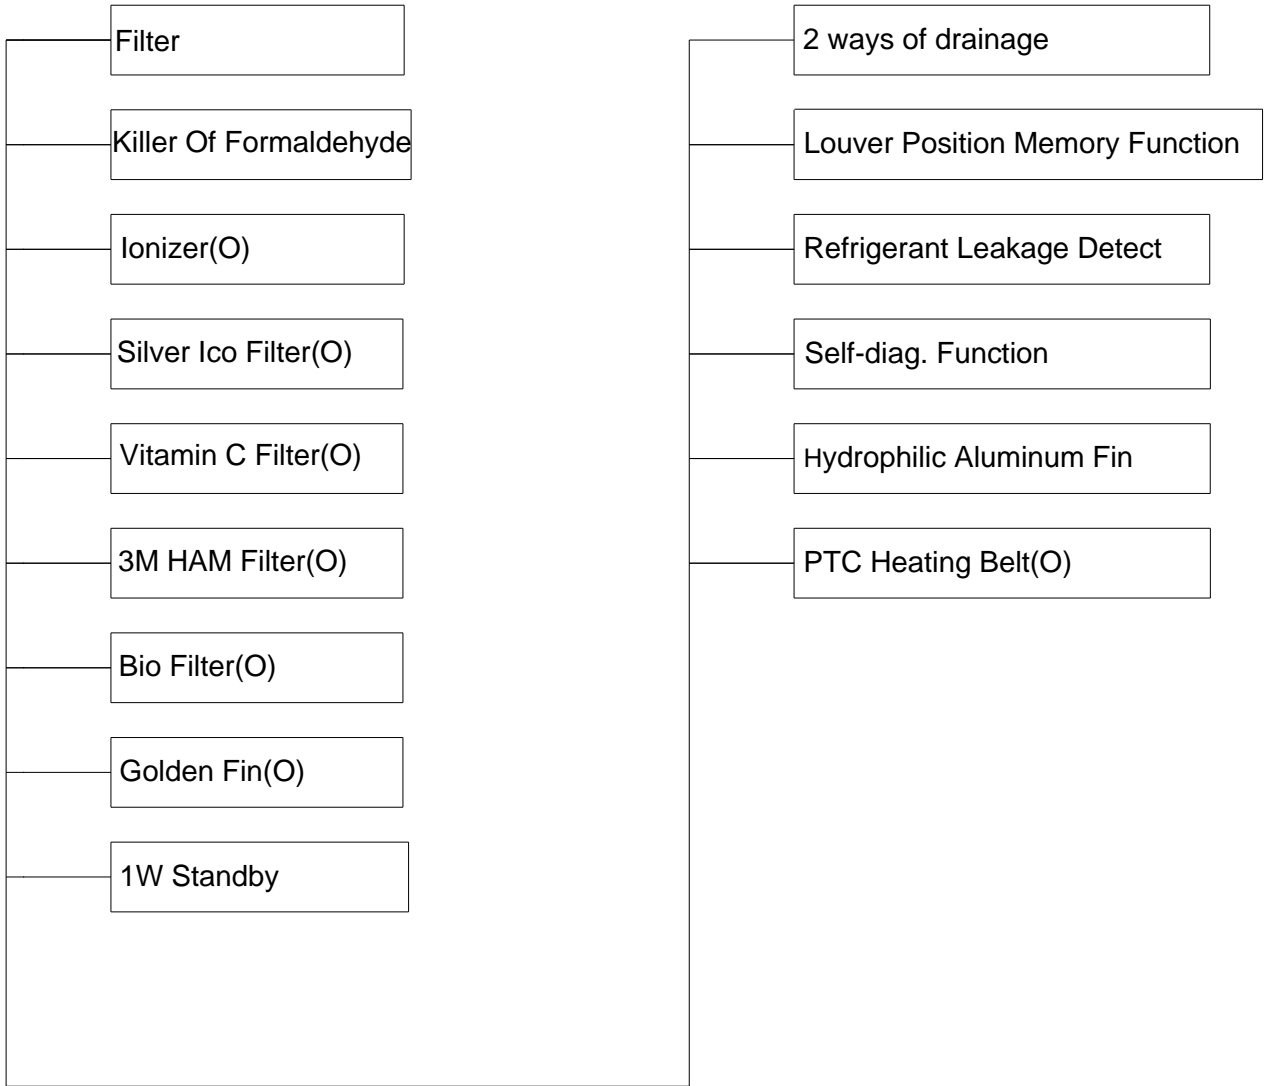 Filter
Killer Of Formaldehyde
Ionizer(O)
Silver Ico Filter(O)
Vitamin C Filter(O)
3M HAM Filter(O)
Bio Filter(O)
Golden Fin(O)
1W Standby
2 ways of drainage
Louver Position Memory Function
Refrigerant Leakage Detect
Self-diag. Function
Hydrophilic Aluminum Fin
PTC Heating Belt(O)